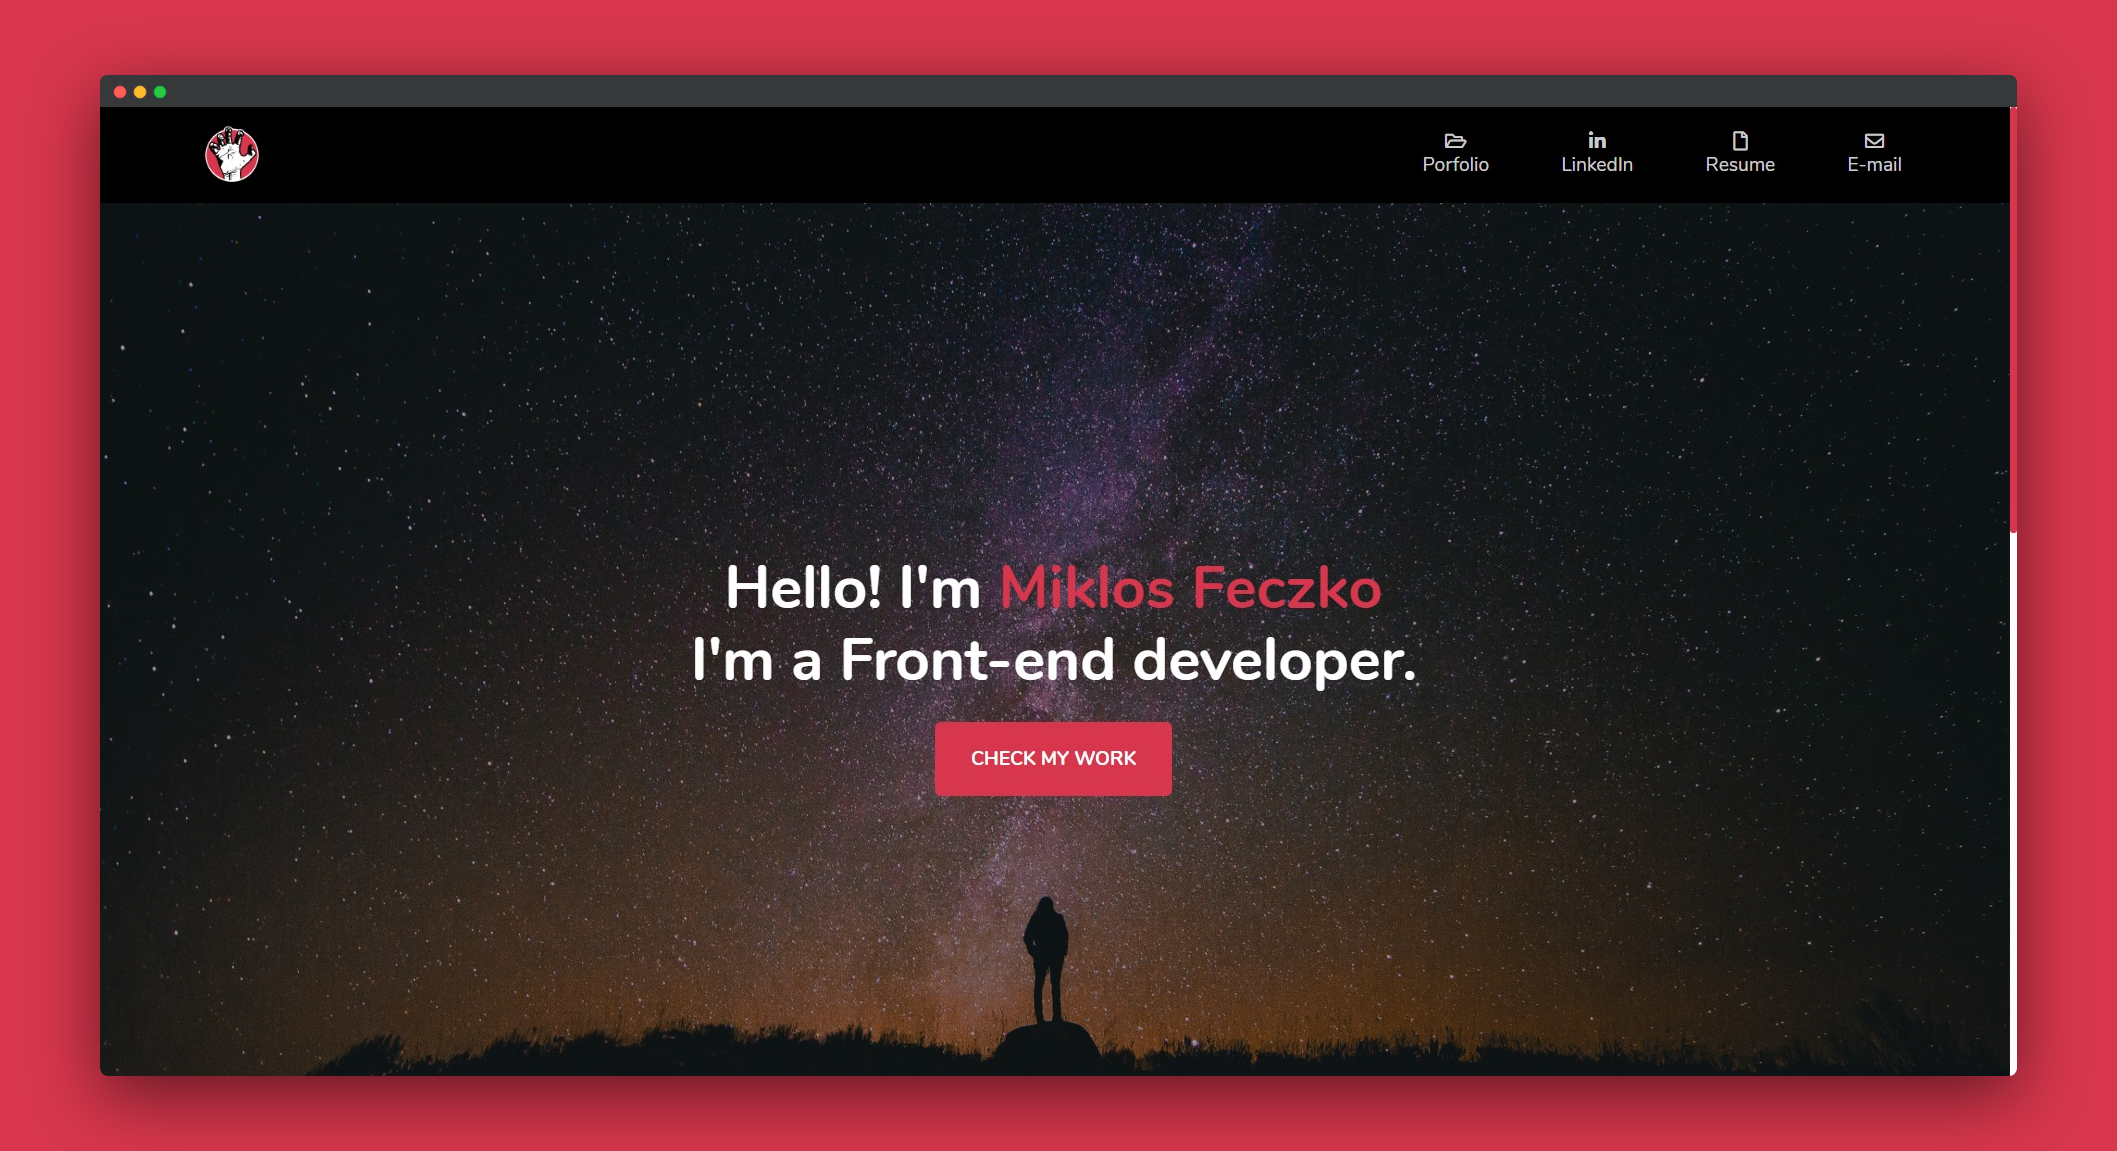 Porfolio
LinkedIn
Resume
E-mail
Hello! I'm Miklos Feczko
I'm a Front-end developer.
CHECK MY WORK